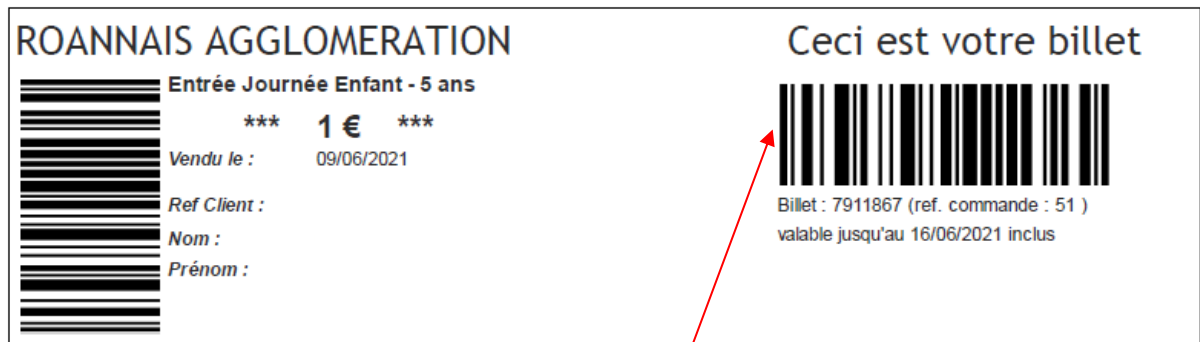 ROANNAIS AGGLOMERATION
Entrée Journée Enfant - 5 ans
*** 1 € ***
Vendu le : 09/06/2021
Ref Client :
Nom :
Prénom :
Ceci est votre billet
Billet : 7911867 (ref. commande : 51 )
valable jusqu'au 16/06/2021 inclus